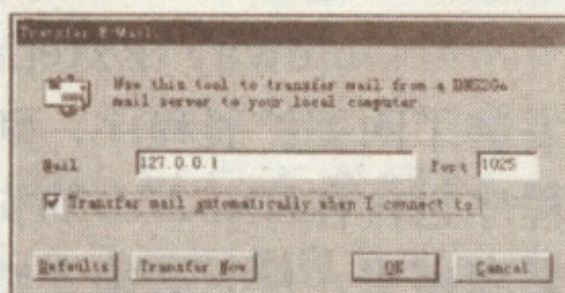 Transfer E-Mail
Use this tool to transfer mail from a DNS2Go
mail server to your local computer
Mail 127.0.0.1 Port 1025
Transfer mail automatically when I connect to
Defaults Transfer Now OK Cancel